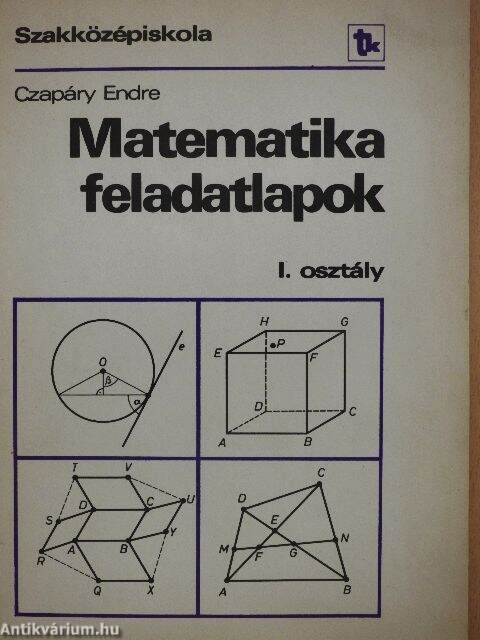 Szakközépiskola
tk
Czapáry Endre
Matematika
feladatlapok
I. osztály
O
β
α
e
H
G
P
E
F
D
C
A
B
T
V
D
C
U
S
Y
A
B
R
Q
X
C
D
E
M
F
G
N
A
B
Antikvárium.hu